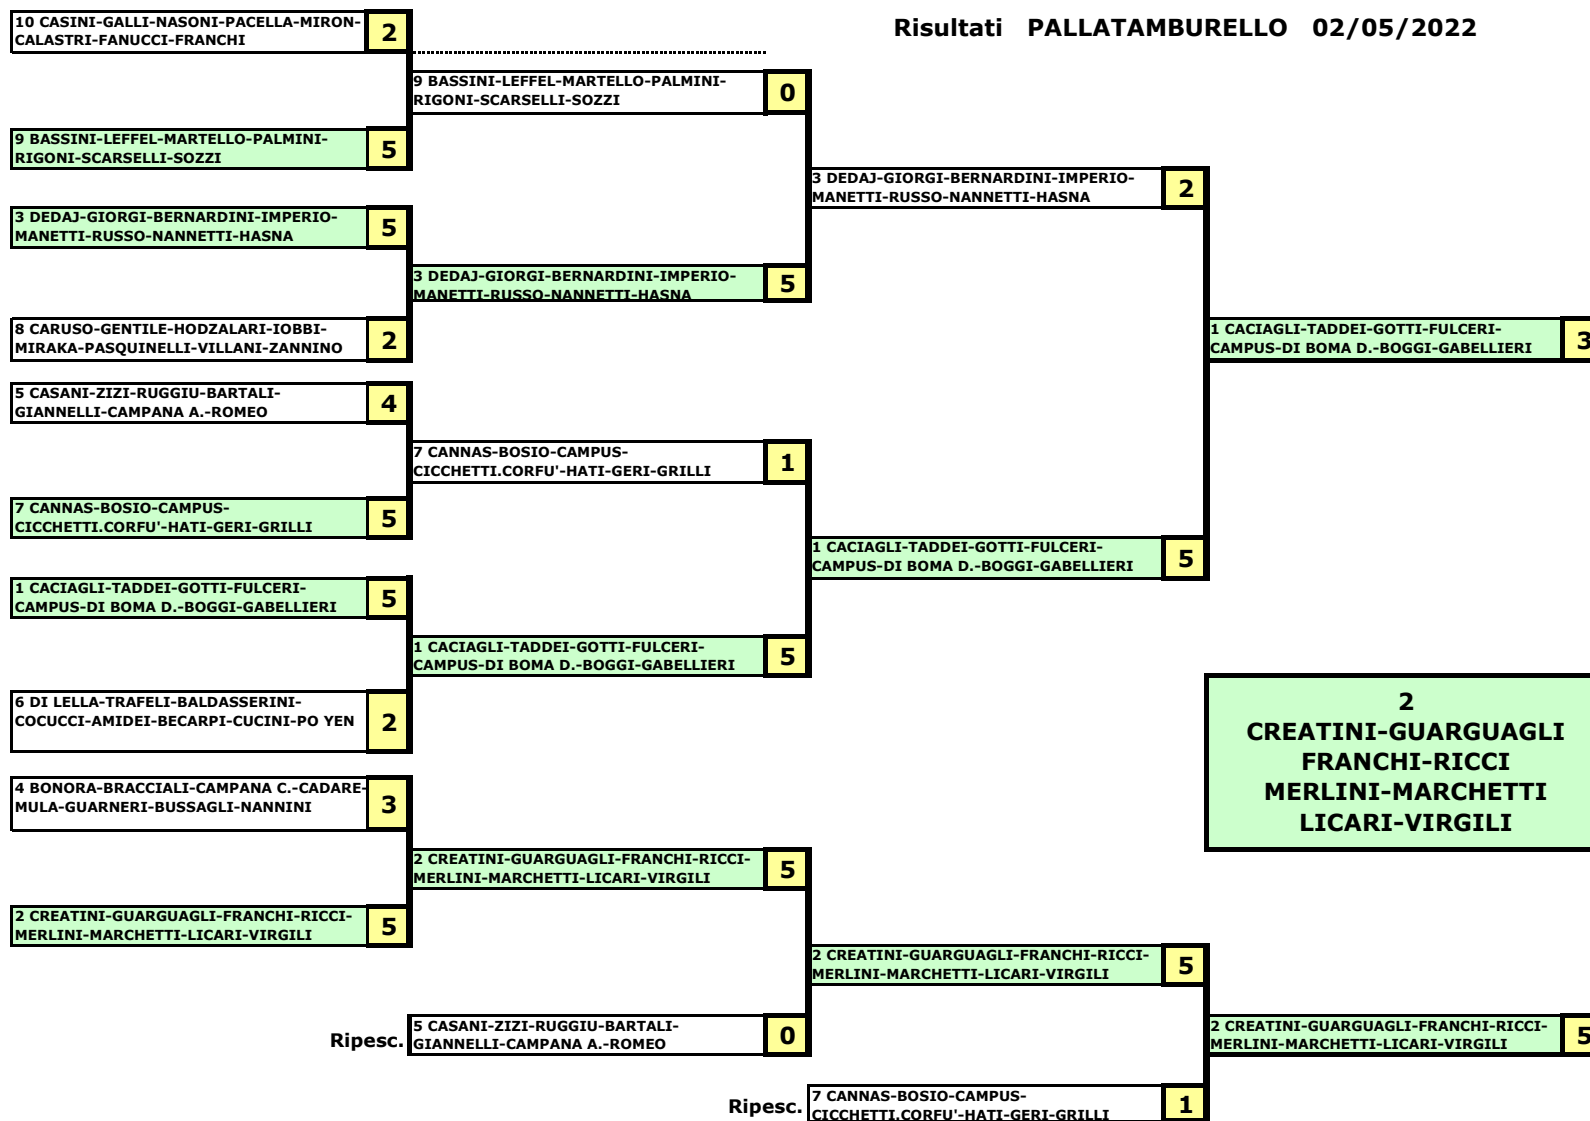 Risultati PALLATAMBURELLO 02/05/2022
10 CASINI-GALLI-NASONI-PACELLA-MIRON-
CALASTRI-FANUCCI-FRANCHI
2
9 BASSINI-LEFFEL-MARTELLO-PALMINI-
RIGONI-SCARSELLI-SOZZI
5
3 DEDAJ-GIORGI-BERNARDINI-IMPERIO-
MANETTI-RUSSO-NANNETTI-HASNA
5
8 CARUSO-GENTILE-HODZALARI-IOBBI-
MIRAKA-PASQUINELLI-VILLANI-ZANNINO
2
5 CASANI-ZIZI-RUGGIU-BARTALI-
GIANNELLI-CAMPANA A.-ROMEO
4
7 CANNAS-BOSIO-CAMPUS-
CICCHETTI.CORFU'-HATI-GERI-GRILLI
5
1 CACIAGLI-TADDEI-GOTTI-FULCERI-
CAMPUS-DI BOMA D.-BOGGI-GABELLIERI
5
6 DI LELLA-TRAFELI-BALDASSERINI-
COCUCCI-AMIDEI-BECARPI-CUCINI-PO YEN
2
4 BONORA-BRACCIALI-CAMPANA C.-CADARE-
MULA-GUARNERI-BUSSAGLI-NANNINI
3
2 CREATINI-GUARGUAGLI-FRANCHI-RICCI-
MERLINI-MARCHETTI-LICARI-VIRGILI
5
9 BASSINI-LEFFEL-MARTELLO-PALMINI-
RIGONI-SCARSELLI-SOZZI
0
3 DEDAJ-GIORGI-BERNARDINI-IMPERIO-
MANETTI-RUSSO-NANNETTI-HASNA
5
7 CANNAS-BOSIO-CAMPUS-
CICCHETTI.CORFU'-HATI-GERI-GRILLI
1
1 CACIAGLI-TADDEI-GOTTI-FULCERI-
CAMPUS-DI BOMA D.-BOGGI-GABELLIERI
5
2 CREATINI-GUARGUAGLI-FRANCHI-RICCI-
MERLINI-MARCHETTI-LICARI-VIRGILI
5
Ripesc.
5 CASANI-ZIZI-RUGGIU-BARTALI-
GIANNELLI-CAMPANA A.-ROMEO
0
3 DEDAJ-GIORGI-BERNARDINI-IMPERIO-
MANETTI-RUSSO-NANNETTI-HASNA
2
1 CACIAGLI-TADDEI-GOTTI-FULCERI-
CAMPUS-DI BOMA D.-BOGGI-GABELLIERI
5
2 CREATINI-GUARGUAGLI-FRANCHI-RICCI-
MERLINI-MARCHETTI-LICARI-VIRGILI
5
Ripesc.
7 CANNAS-BOSIO-CAMPUS-
CICCHETTI.CORFU'-HATI-GERI-GRILLI
1
1 CACIAGLI-TADDEI-GOTTI-FULCERI-
CAMPUS-DI BOMA D.-BOGGI-GABELLIERI
3
2
CREATINI-GUARGUAGLI
FRANCHI-RICCI
MERLINI-MARCHETTI
LICARI-VIRGILI
2 CREATINI-GUARGUAGLI-FRANCHI-RICCI-
MERLINI-MARCHETTI-LICARI-VIRGILI
5